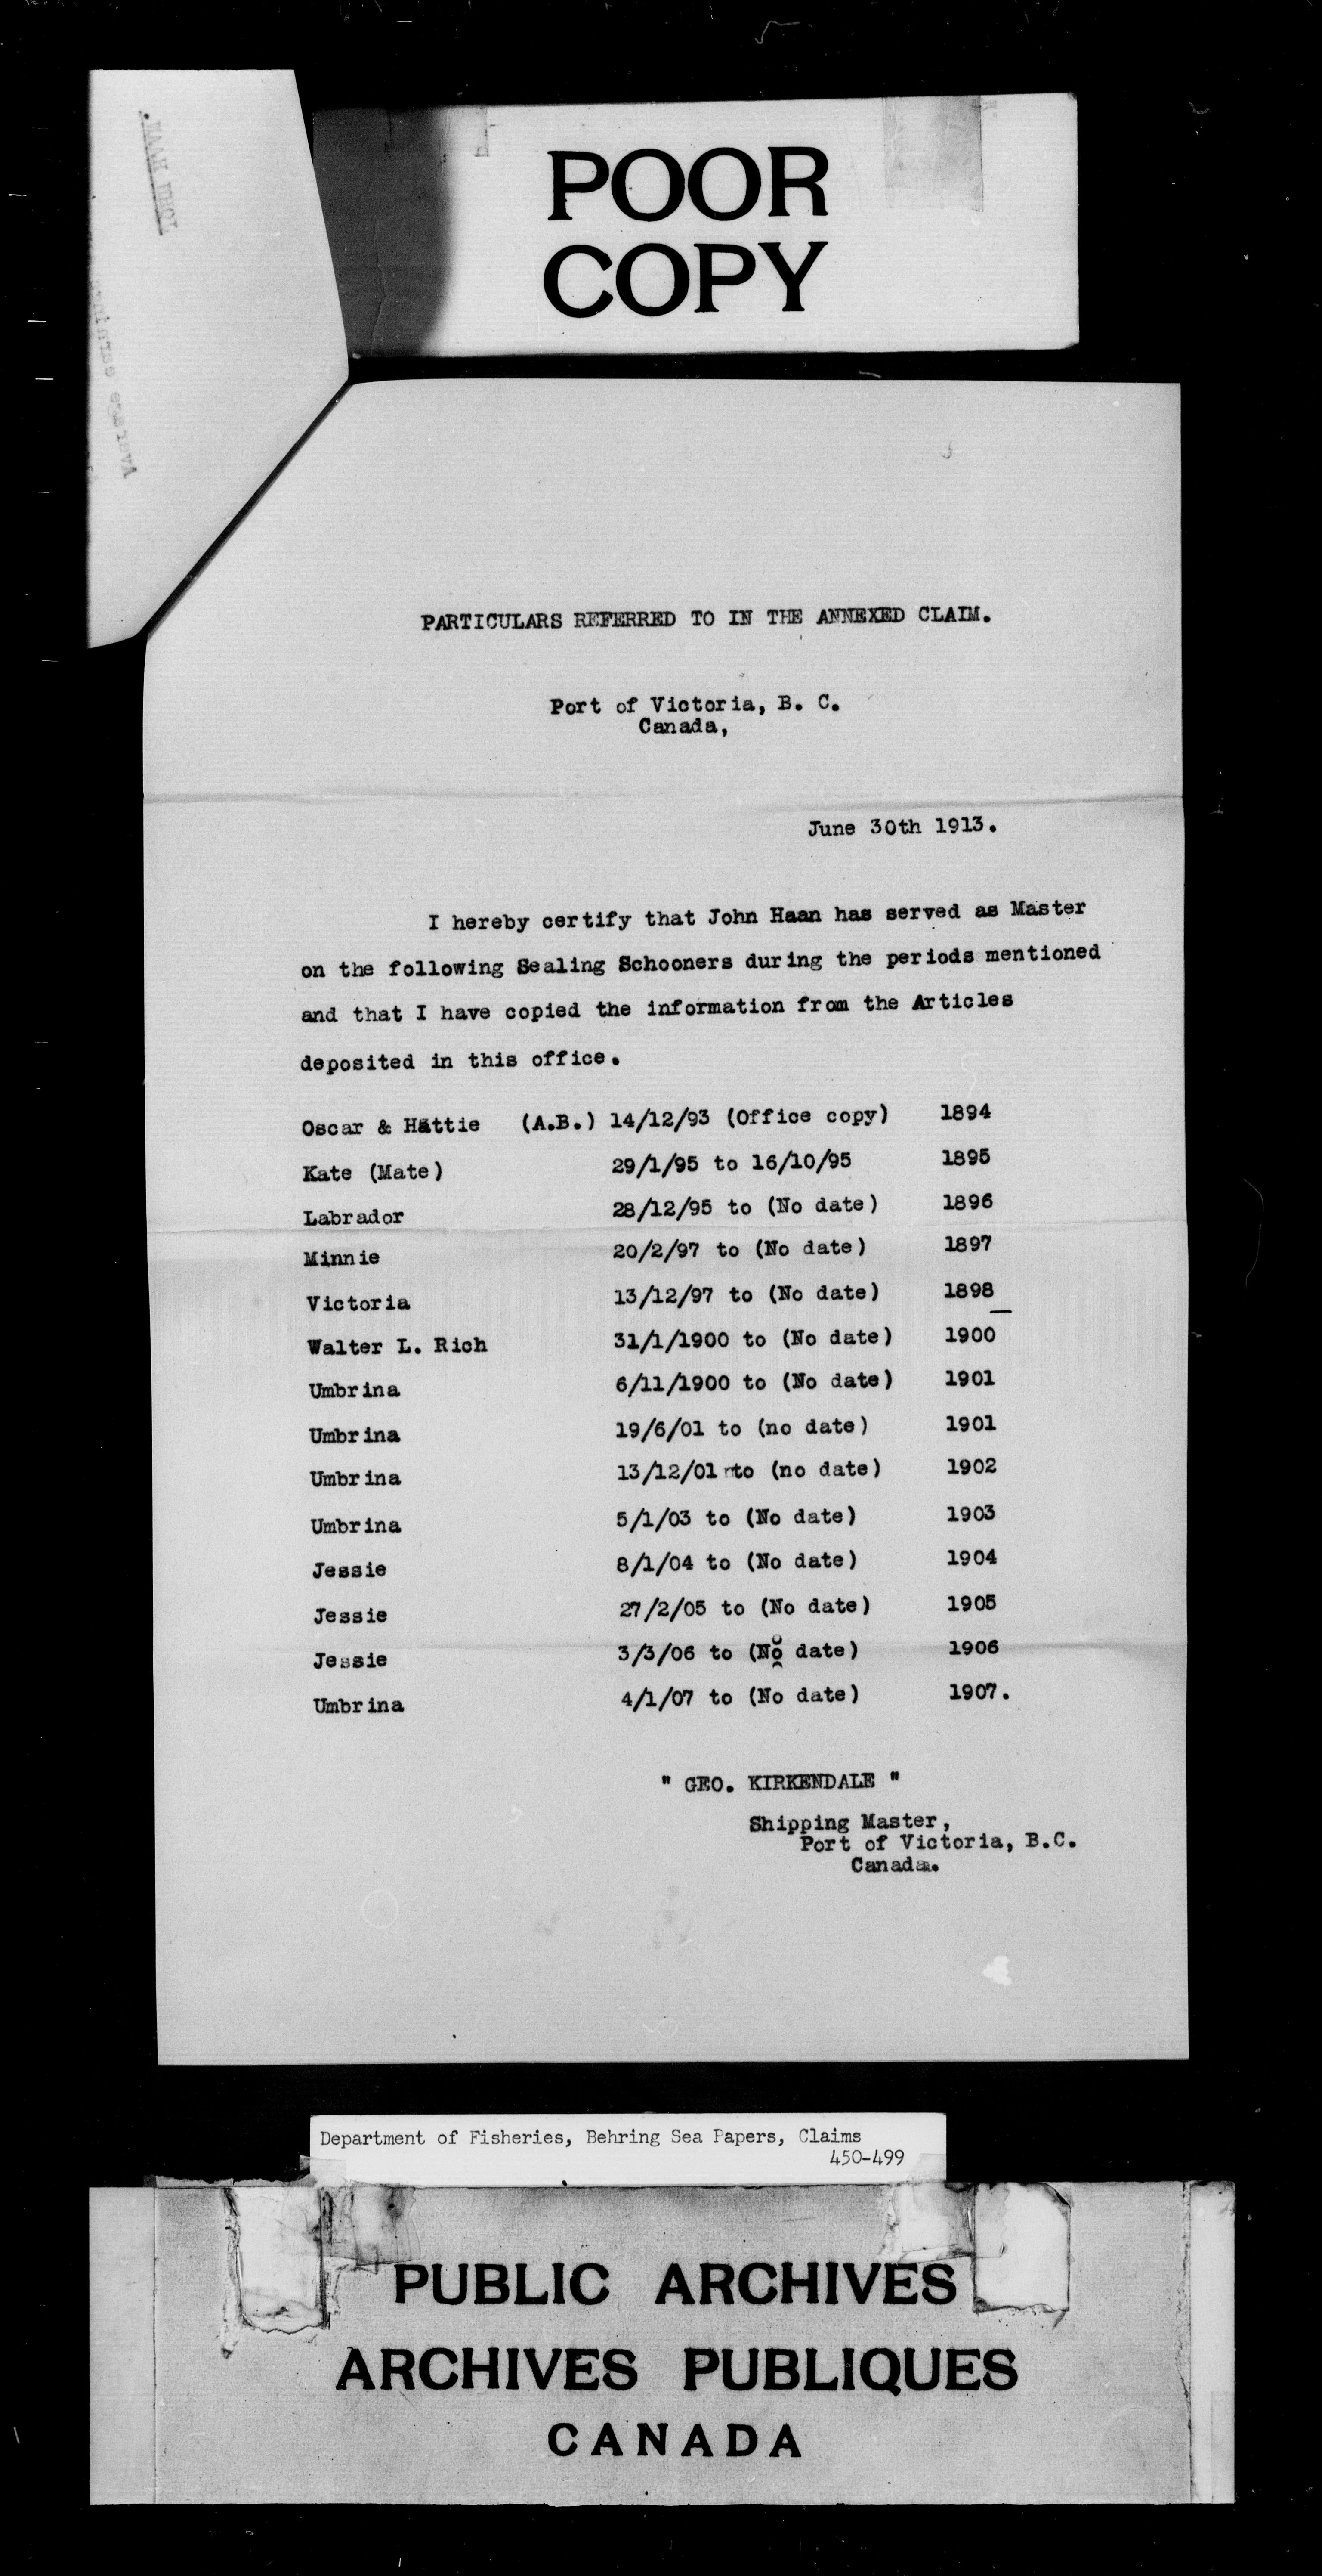 JOHN HAAN.
Average
POOR
COPY
PARTICULARS REFERRED TO IN THE ANNEXED CLAIM.
Port of Victoria, B. C.
Canada,
June 30th 1913.
I hereby certify that John Haan has served as Master
on the following Sealing Schooners during the periods mentioned
and that I have copied the information from the Articles
deposited in this office.
Oscar & Hattie (A.B.) 14/12/93 (Office copy) 1894
Kate (Mate) 29/1/95 to 16/10/95 1895
Labrador 28/12/95 to (No date) 1896
Minnie 20/2/97 to (No date) 1897
Victoria 13/12/97 to (No date) 1898
Walter L. Rich 31/1/1900 to (No date) 1900
Umbrina 6/11/1900 to (No date) 1901
Umbrina 19/6/01 to (no date) 1901
Umbrina 13/12/01 to (no date) 1902
Umbrina 5/1/03 to (No date) 1903
Jessie 8/1/04 to (No date) 1904
Jessie 27/2/05 to (No date) 1905
Jessie 3/3/06 to (No date) 1906
Umbrina 4/1/07 to (No date) 1907.
" GEO. KIRKENDALE "
Shipping Master,
Port of Victoria, B.C.
Canada.
Department of Fisheries, Behring Sea Papers, Claims
450-499
PUBLIC ARCHIVES
ARCHIVES PUBLIQUES
CANADA